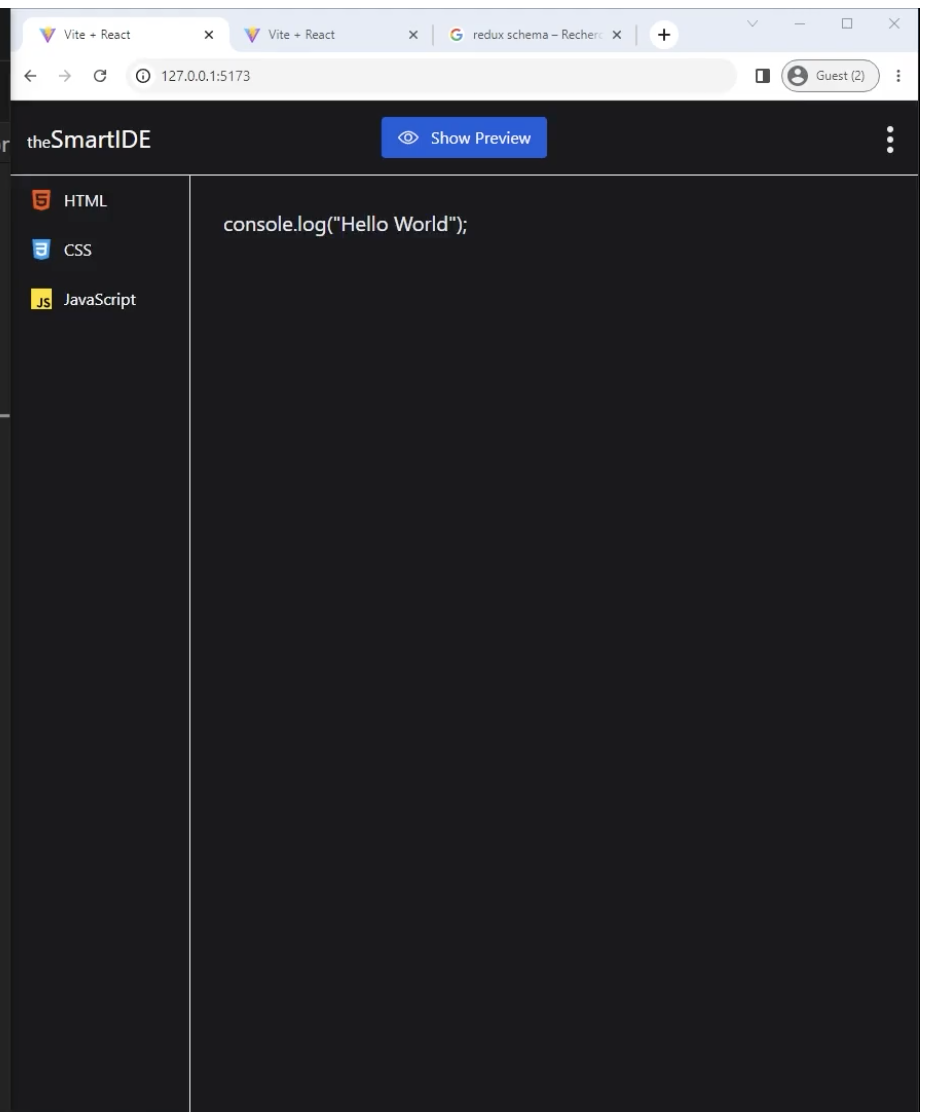 Vite + React
Vite + React
redux schema – Recherc
127.0.0.1:5173
Guest (2)
theSmartIDE
Show Preview
HTML
console.log("Hello World");
CSS
JS JavaScript